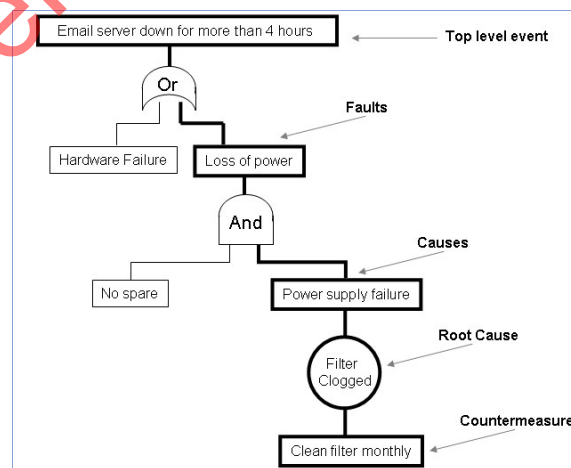 Email server down for more than 4 hours
Top level event
Or
Faults
Hardware Failure
Loss of power
And
Causes
No spare
Power supply failure
Root Cause
Filter
Clogged
Countermeasure
Clean filter monthly